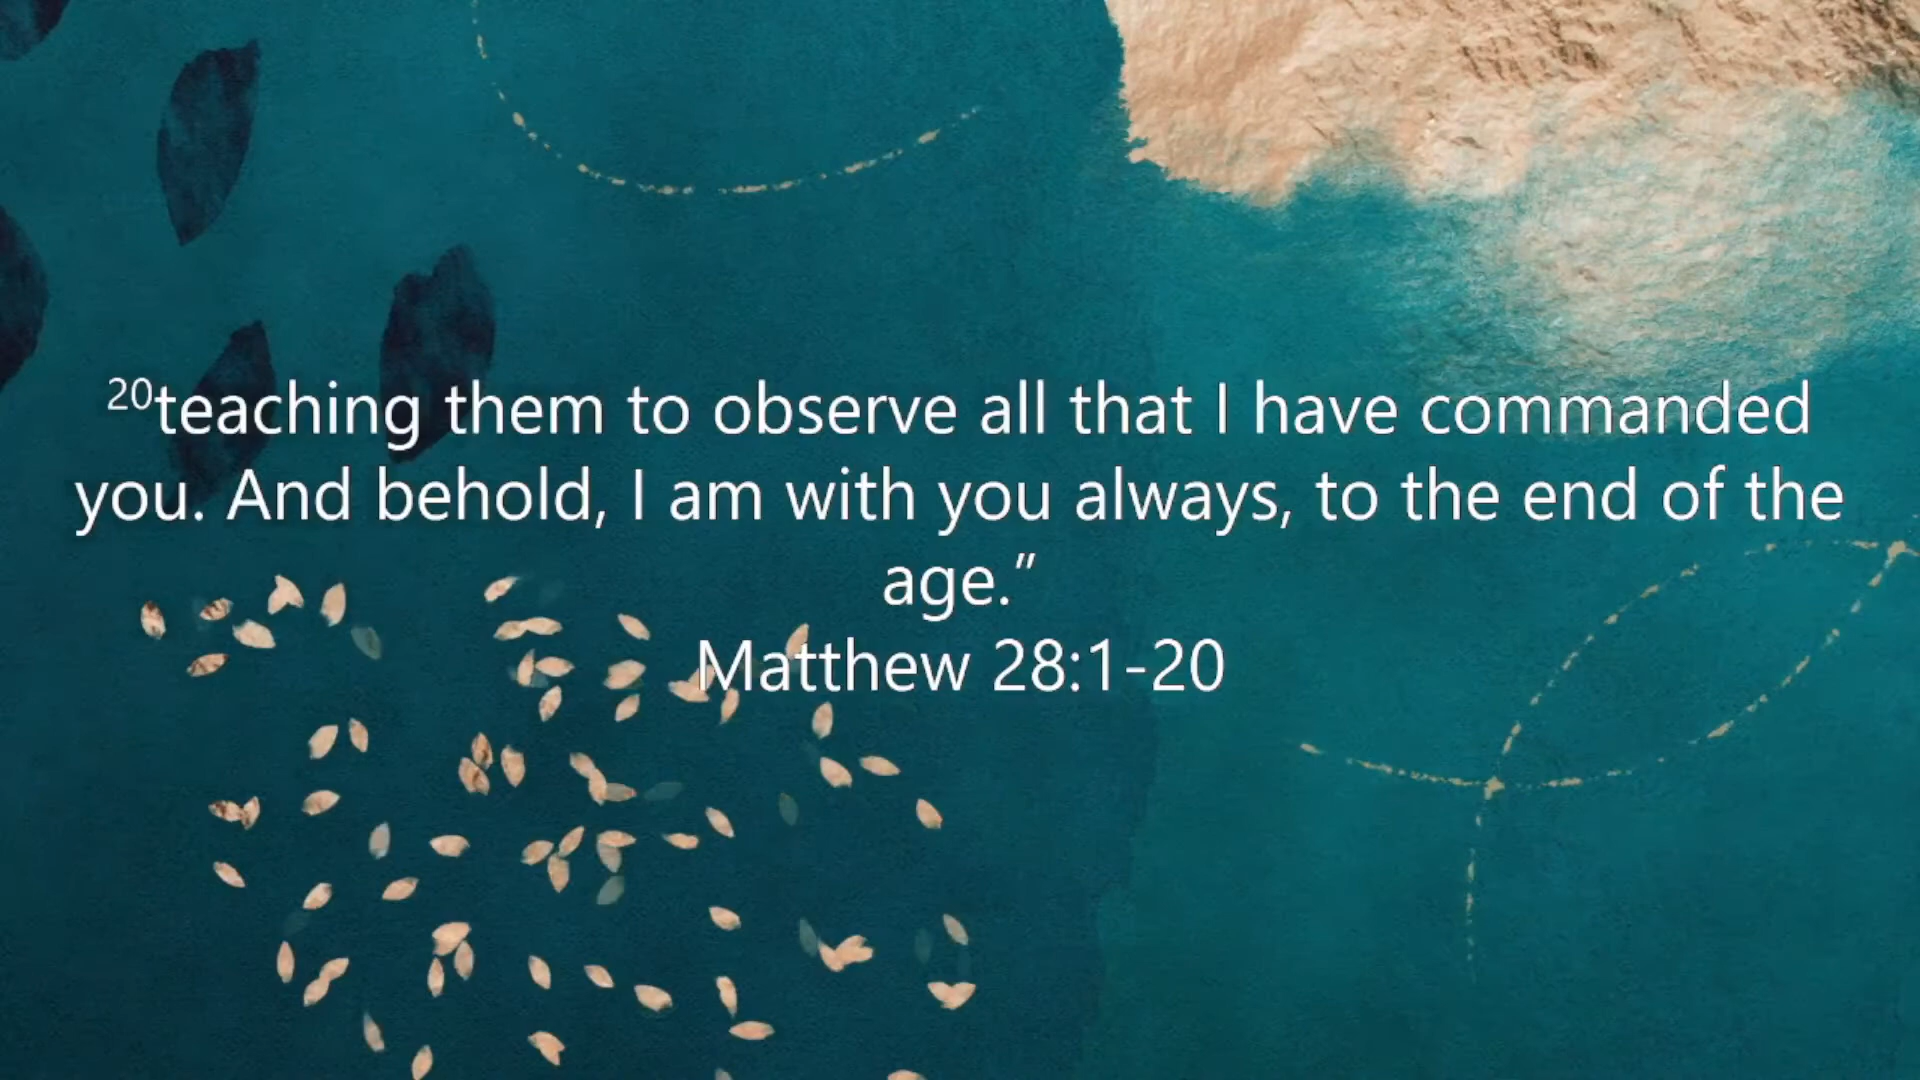 20teaching them to observe all that I have commanded
you. And behold, I am with you always, to the end of the
age.”
Matthew 28:1-20